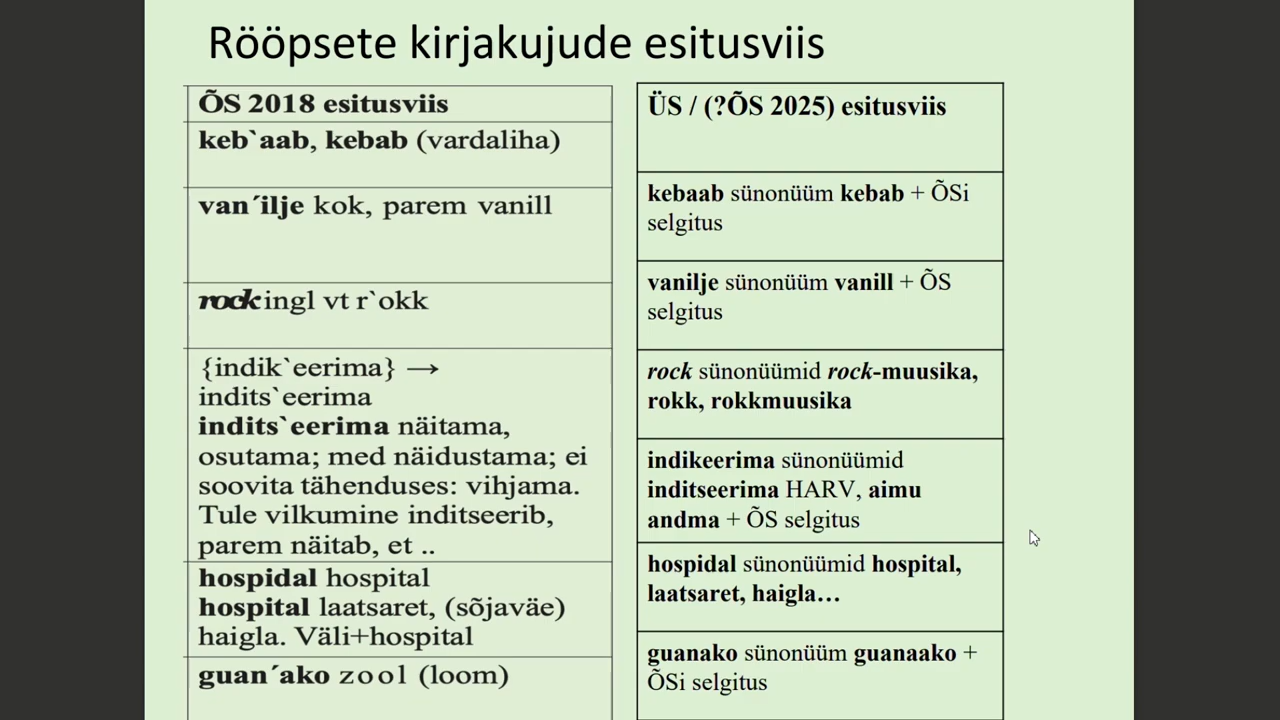 Rööpsete kirjakujude esitusviis
ÕS 2018 esitusviis
keb`aab, kebab (vardaliha)
van´ilje kok, parem vanill
rock ingl vt r`okk
{indik`eerima} →
indits`eerima
indits`eerima näitama,
osutama; med näidustama; ei
soovita tähenduses: vihjama.
Tule vilkumine inditseerib,
parem näitab, et ..
hospidal hospital
hospital laatsaret, (sõjaväe)
haigla. Väli+hospital
guan´ako zool (loom)
ÜS / (?ÕS 2025) esitusviis
kebaab sünonüüm kebab + ÕSi
selgitus
vanilje sünonüüm vanill + ÕS
selgitus
rock sünonüümid rock-muusika,
rokk, rokkmuusika
indikeerima sünonüümid
inditseerima HARV, aimu
andma + ÕS selgitus
hospidal sünonüümid hospital,
laatsaret, haigla…
guanako sünonüüm guanaako +
ÕSi selgitus